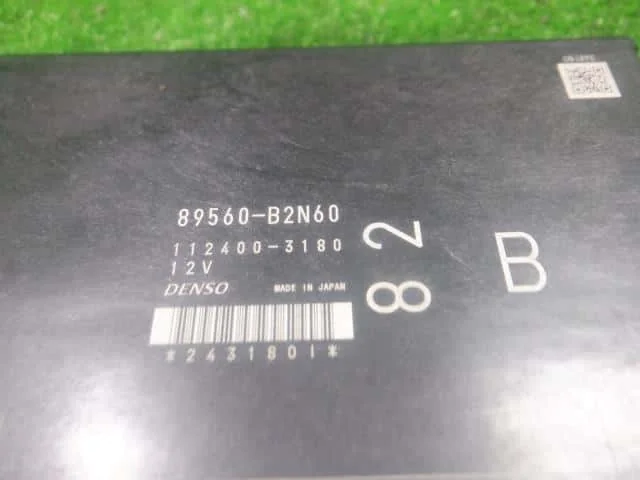 89560-B2N60
112400-3180
12V
DENSO MADE IN JAPAN
*2431801*
82
B